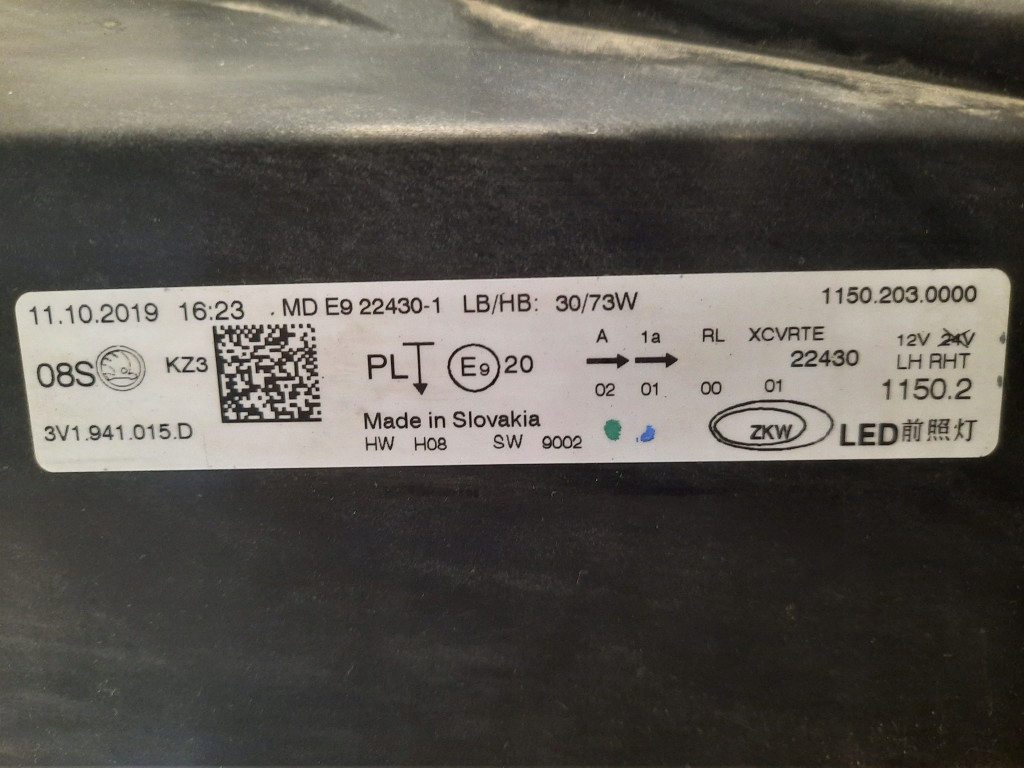 11.10.2019 16:23 . MD E9 22430-1 LB/HB: 30/73W 1150.203.0000
08S KZ3 PL E9 20 A 1a RL XCVRTE 12V 24V
22430 LH RHT
02 01 00 01 1150.2
3V1.941.015.D Made in Slovakia ZKW LED前照灯
HW H08 SW 9002